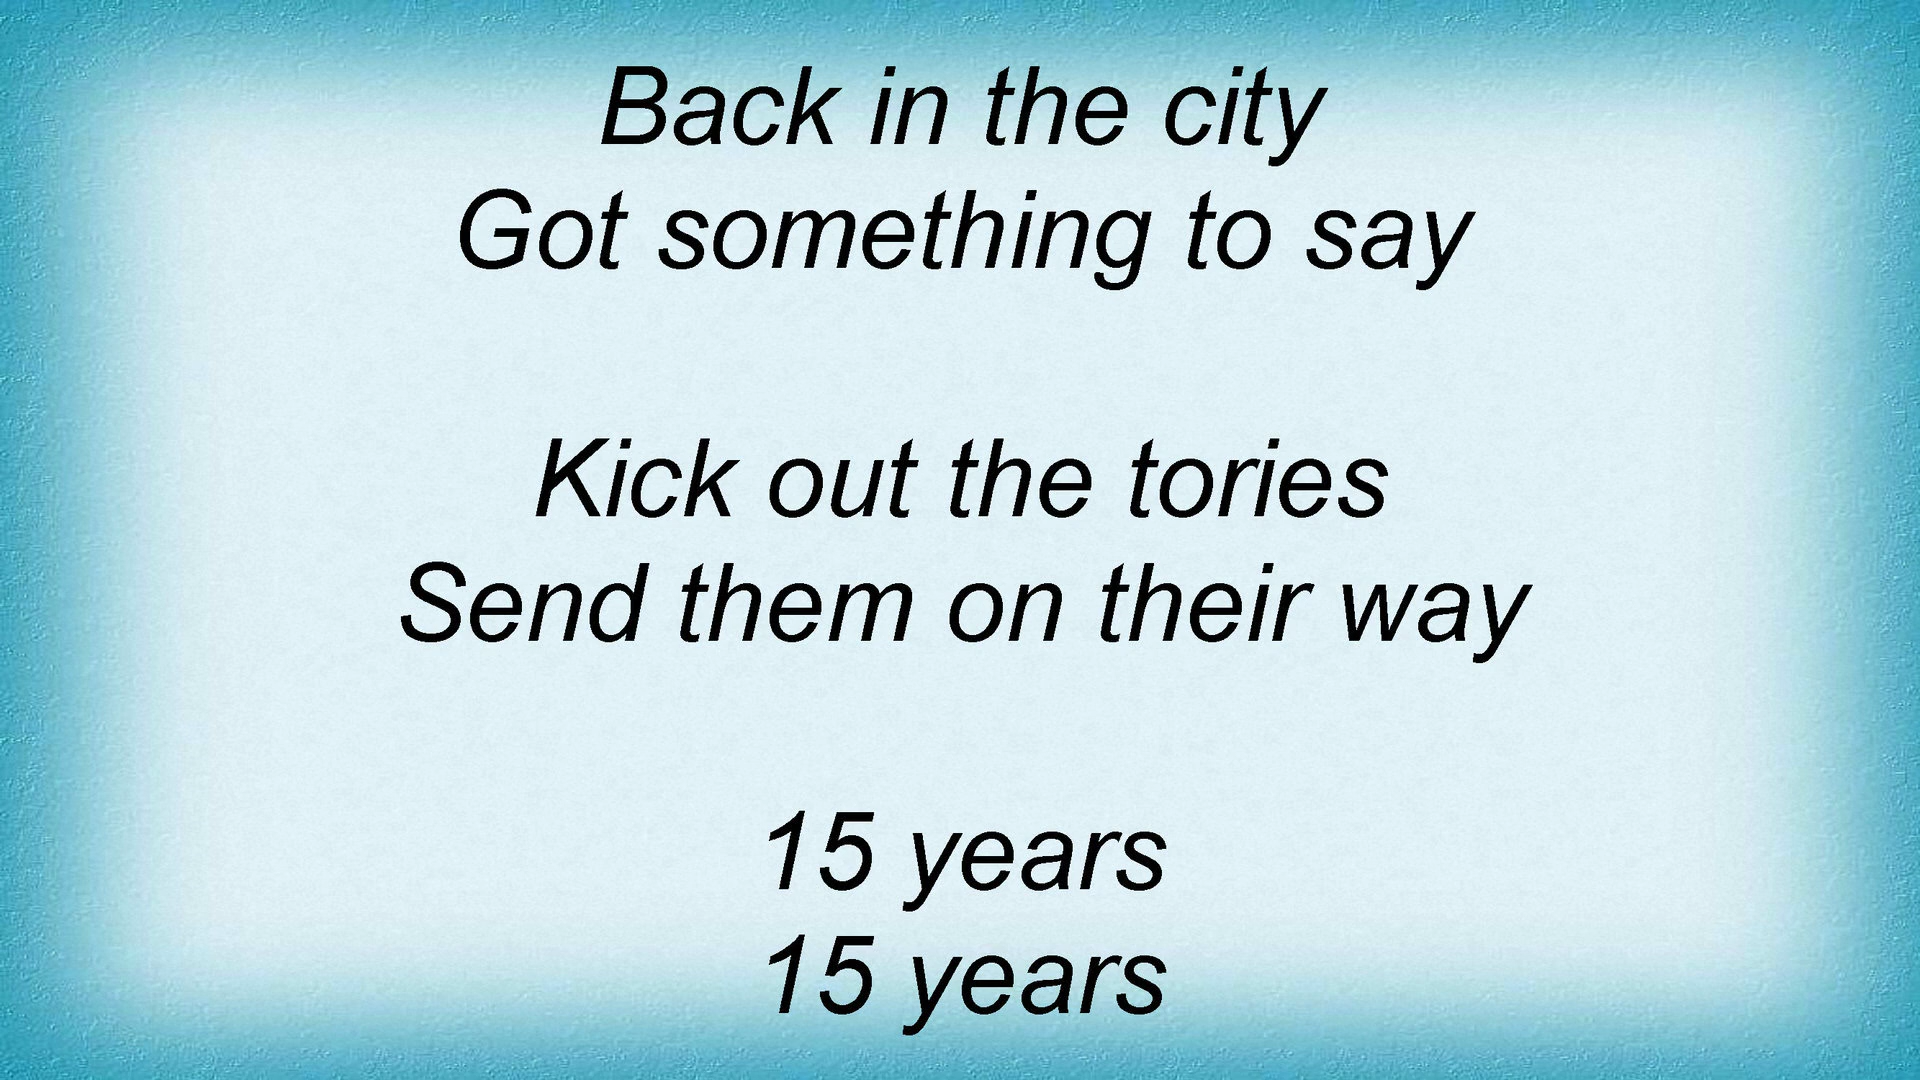 Back in the city
Got something to say
Kick out the tories
Send them on their way
15 years
15 years